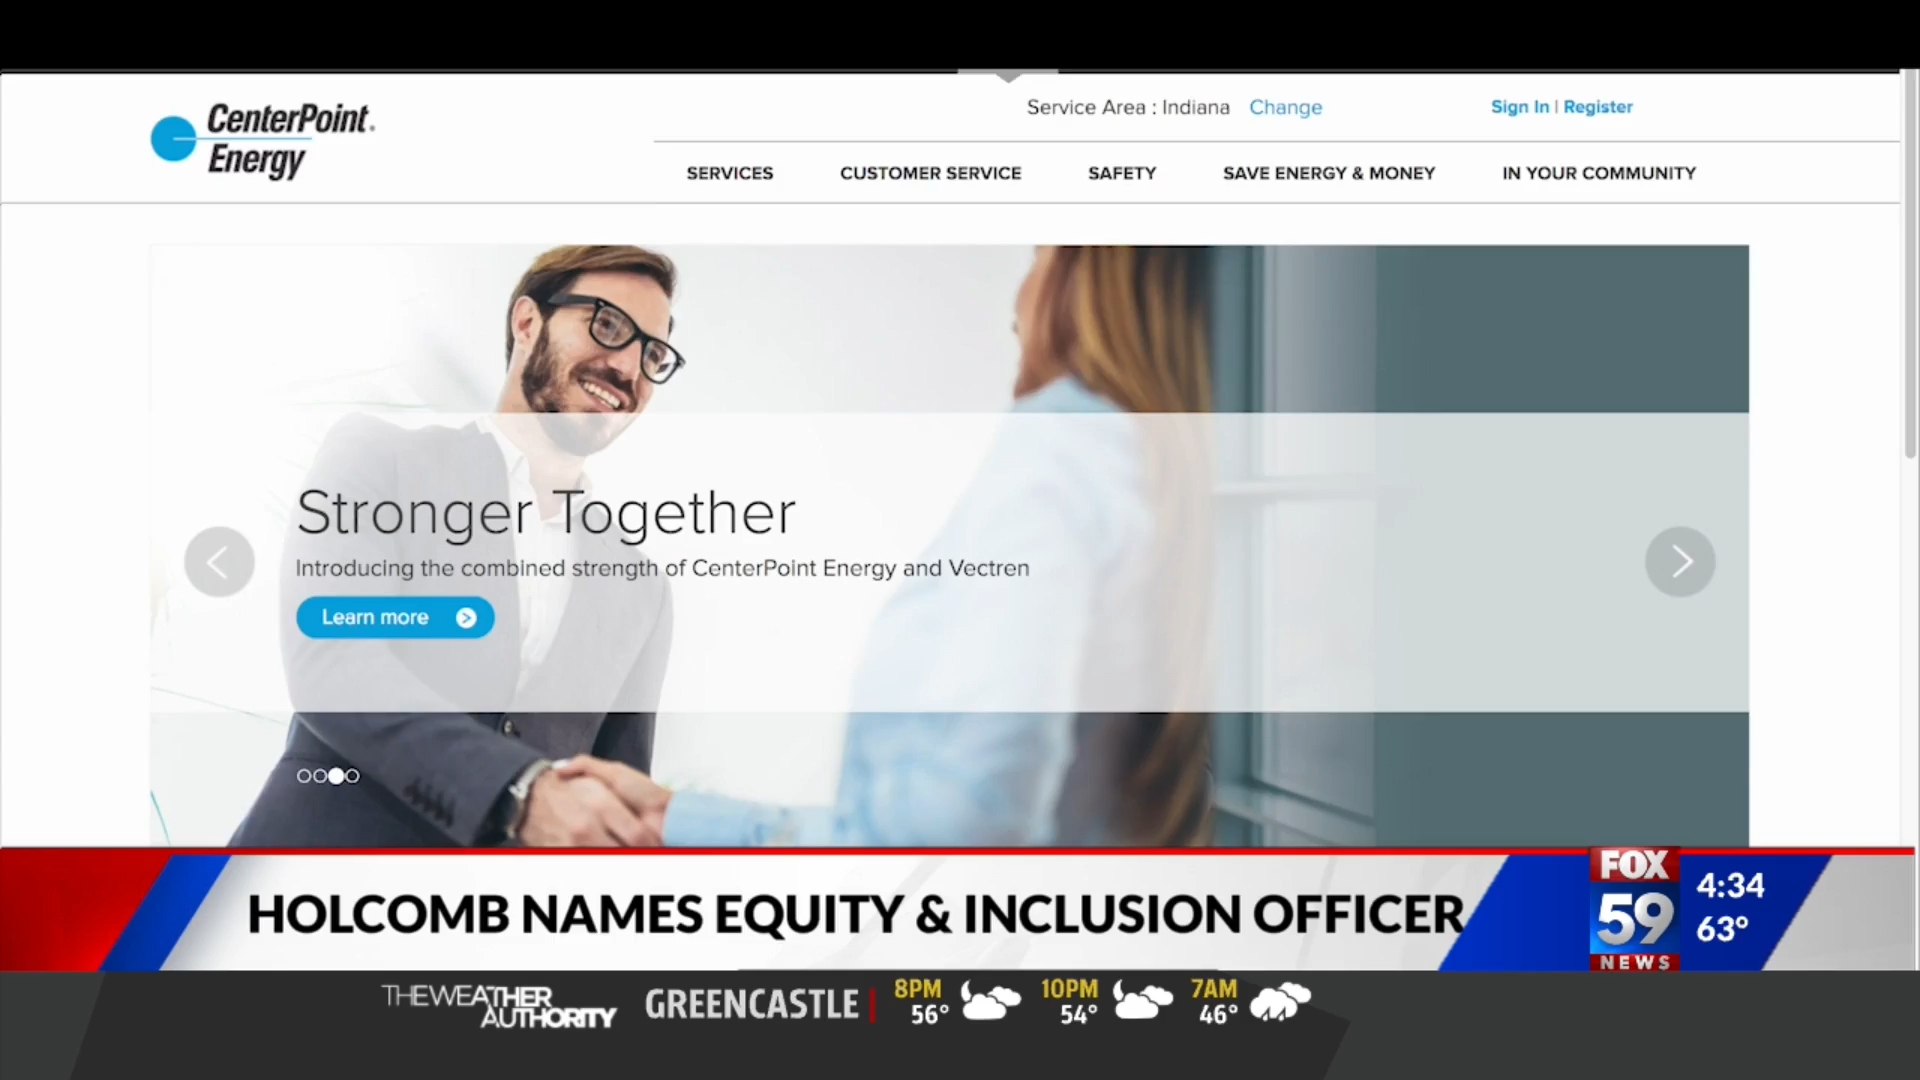 CenterPoint.
Energy
Service Area : Indiana Change
Sign In | Register
SERVICES CUSTOMER SERVICE SAFETY SAVE ENERGY & MONEY IN YOUR COMMUNITY
Stronger Together
Introducing the combined strength of CenterPoint Energy and Vectren
Learn more
HOLCOMB NAMES EQUITY & INCLUSION OFFICER
FOX
59
NEWS
4:34
63°
THE WEATHER
AUTHORITY
GREENCASTLE
8PM
56°
10PM
54°
7AM
46°